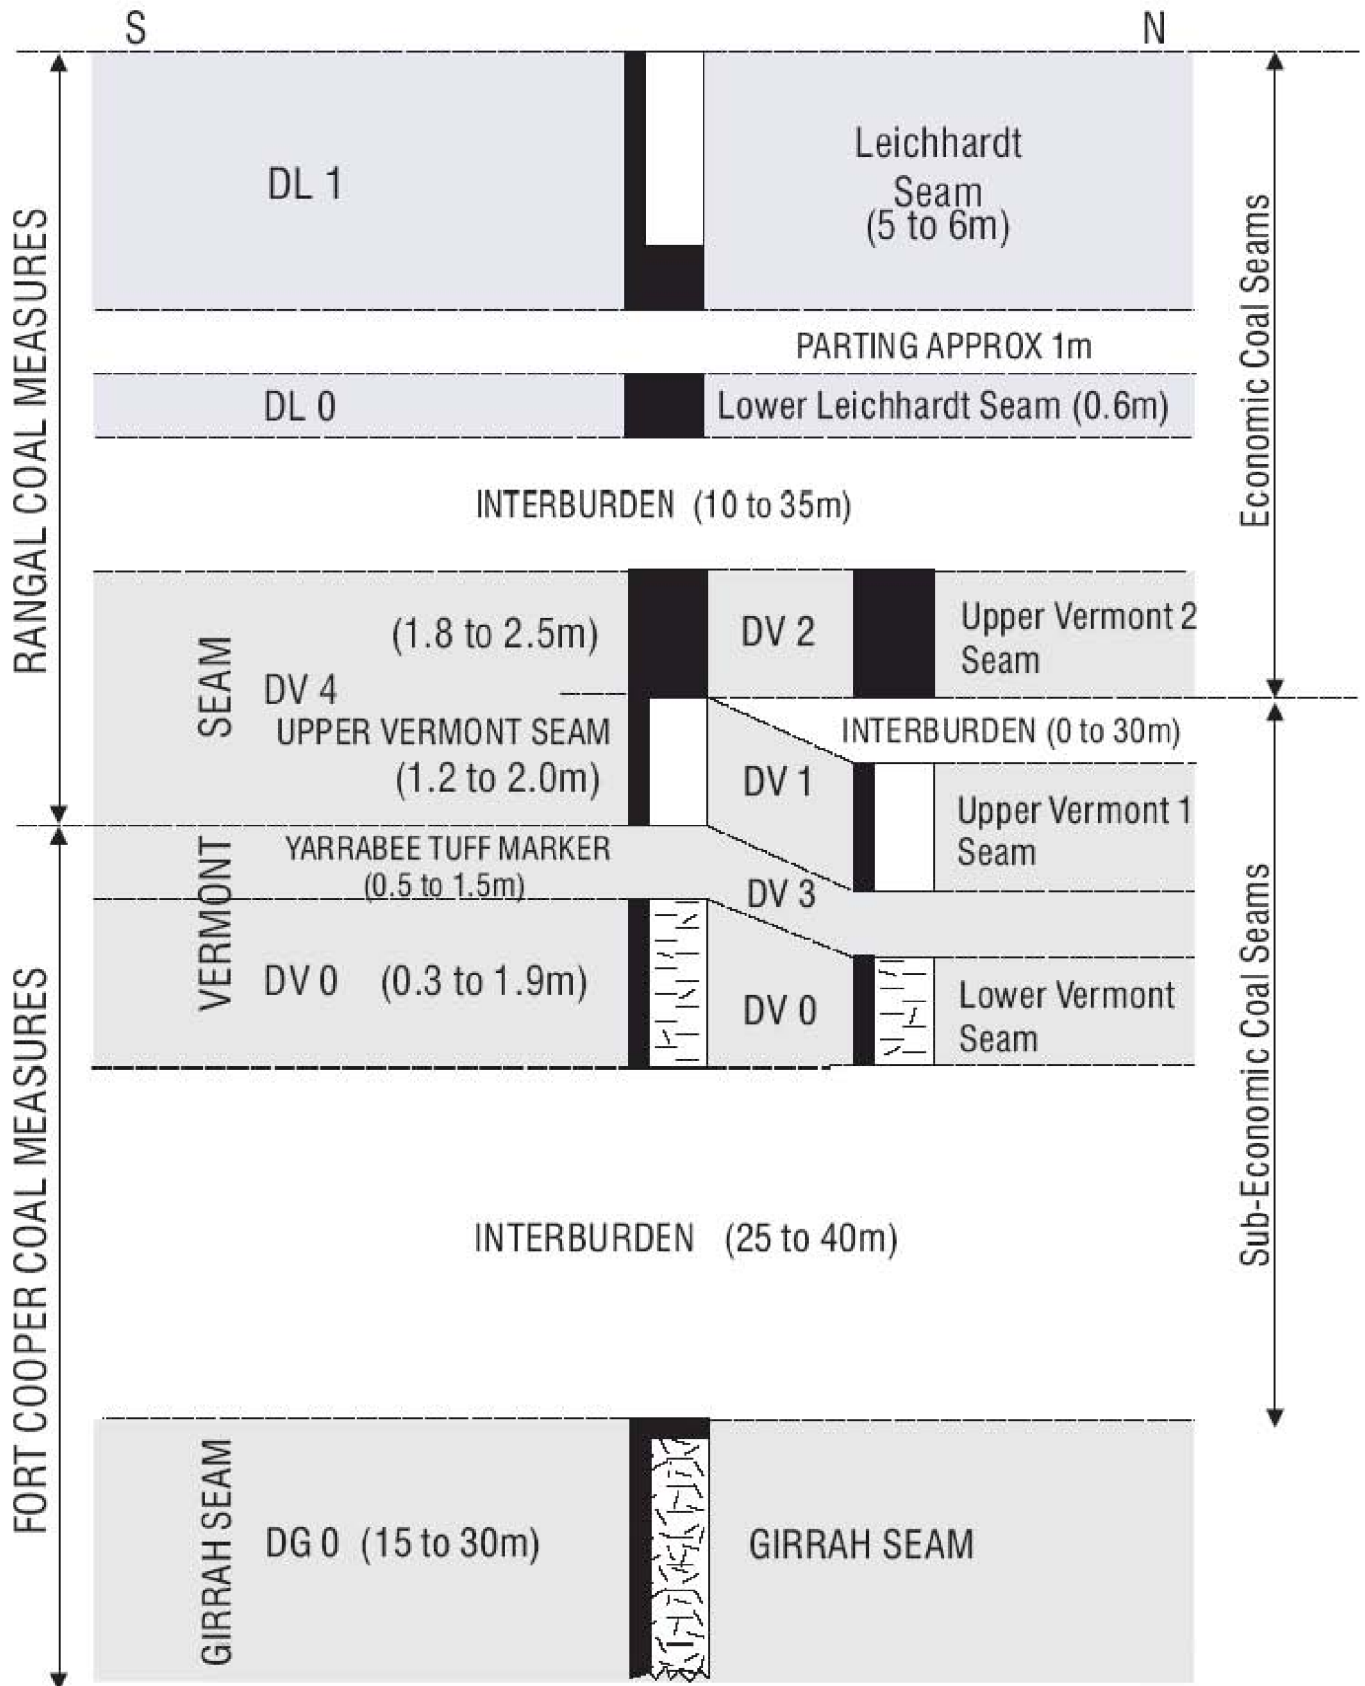 S
N
RANGAL COAL MEASURES
DL 1
Leichhardt
Seam
(5 to 6m)
Economic Coal Seams
PARTING APPROX 1m
DL 0
Lower Leichhardt Seam (0.6m)
INTERBURDEN (10 to 35m)
VERMONT SEAM
(1.8 to 2.5m)
DV 4
UPPER VERMONT SEAM
(1.2 to 2.0m)
DV 2
Upper Vermont 2
Seam
INTERBURDEN (0 to 30m)
DV 1
Upper Vermont 1
Seam
YARRABEE TUFF MARKER
(0.5 to 1.5m)
DV 3
DV 0 (0.3 to 1.9m)
DV 0
Lower Vermont
Seam
Sub-Economic Coal Seams
FORT COOPER COAL MEASURES
INTERBURDEN (25 to 40m)
GIRRAH SEAM
DG 0 (15 to 30m)
GIRRAH SEAM